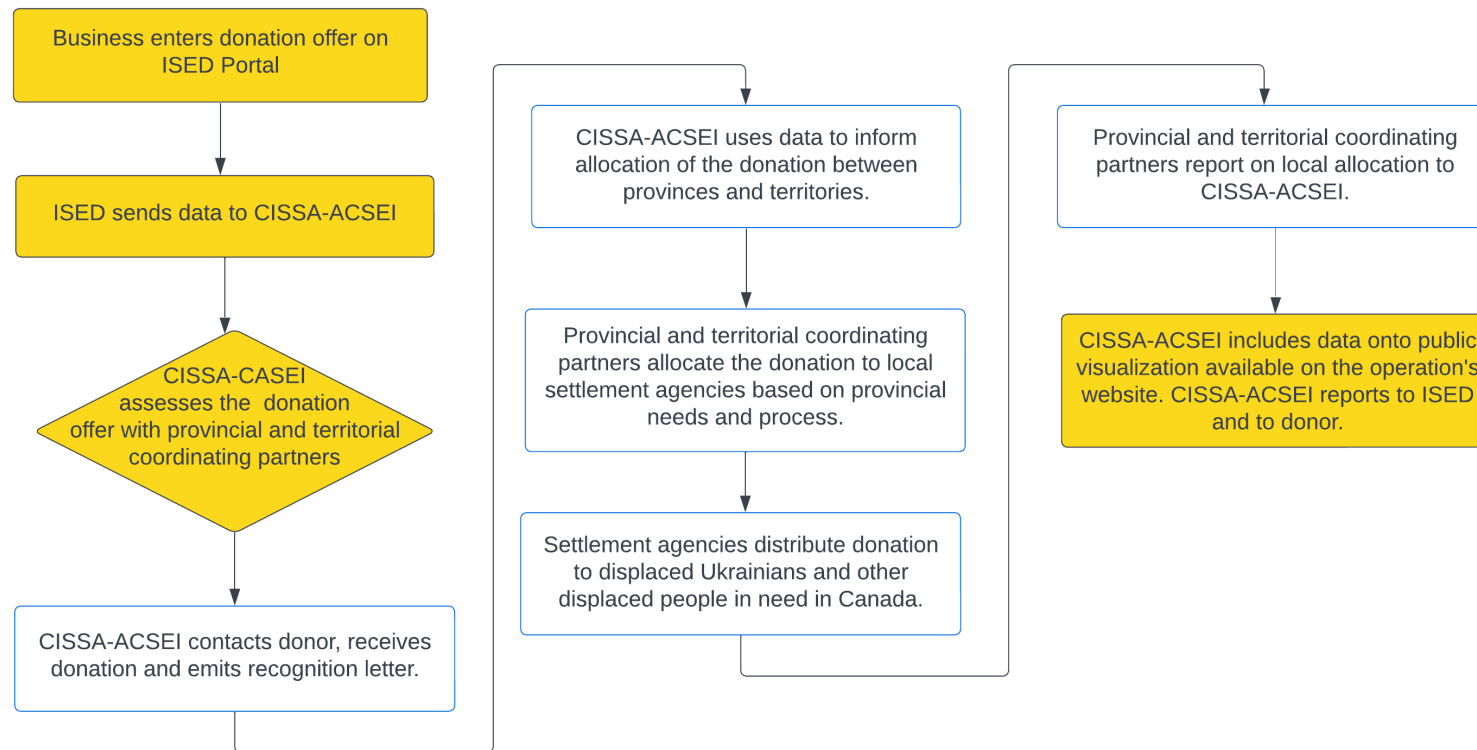 Business enters donation offer on
ISED Portal
ISED sends data to CISSA-ACSEI
CISSA-CASEI
assesses the donation
offer with provincial and territorial
coordinating partners
CISSA-ACSEI contacts donor, receives
donation and emits recognition letter.
CISSA-ACSEI uses data to inform
allocation of the donation between
provinces and territories.
Provincial and territorial coordinating
partners allocate the donation to local
settlement agencies based on provincial
needs and process.
Settlement agencies distribute donation
to displaced Ukrainians and other
displaced people in need in Canada.
Provincial and territorial coordinating
partners report on local allocation to
CISSA-ACSEI.
CISSA-ACSEI includes data onto public
visualization available on the operation's
website. CISSA-ACSEI reports to ISED
and to donor.